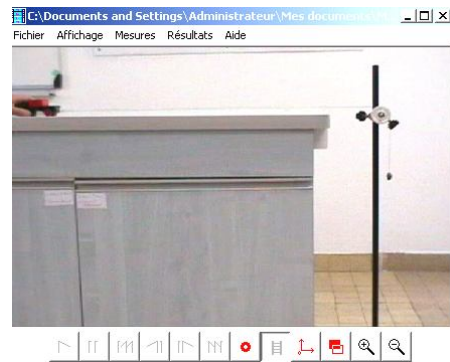 C:\Documents and Settings\Administrateur\Mes documents
Fichier Affichage Mesures Résultats Aide